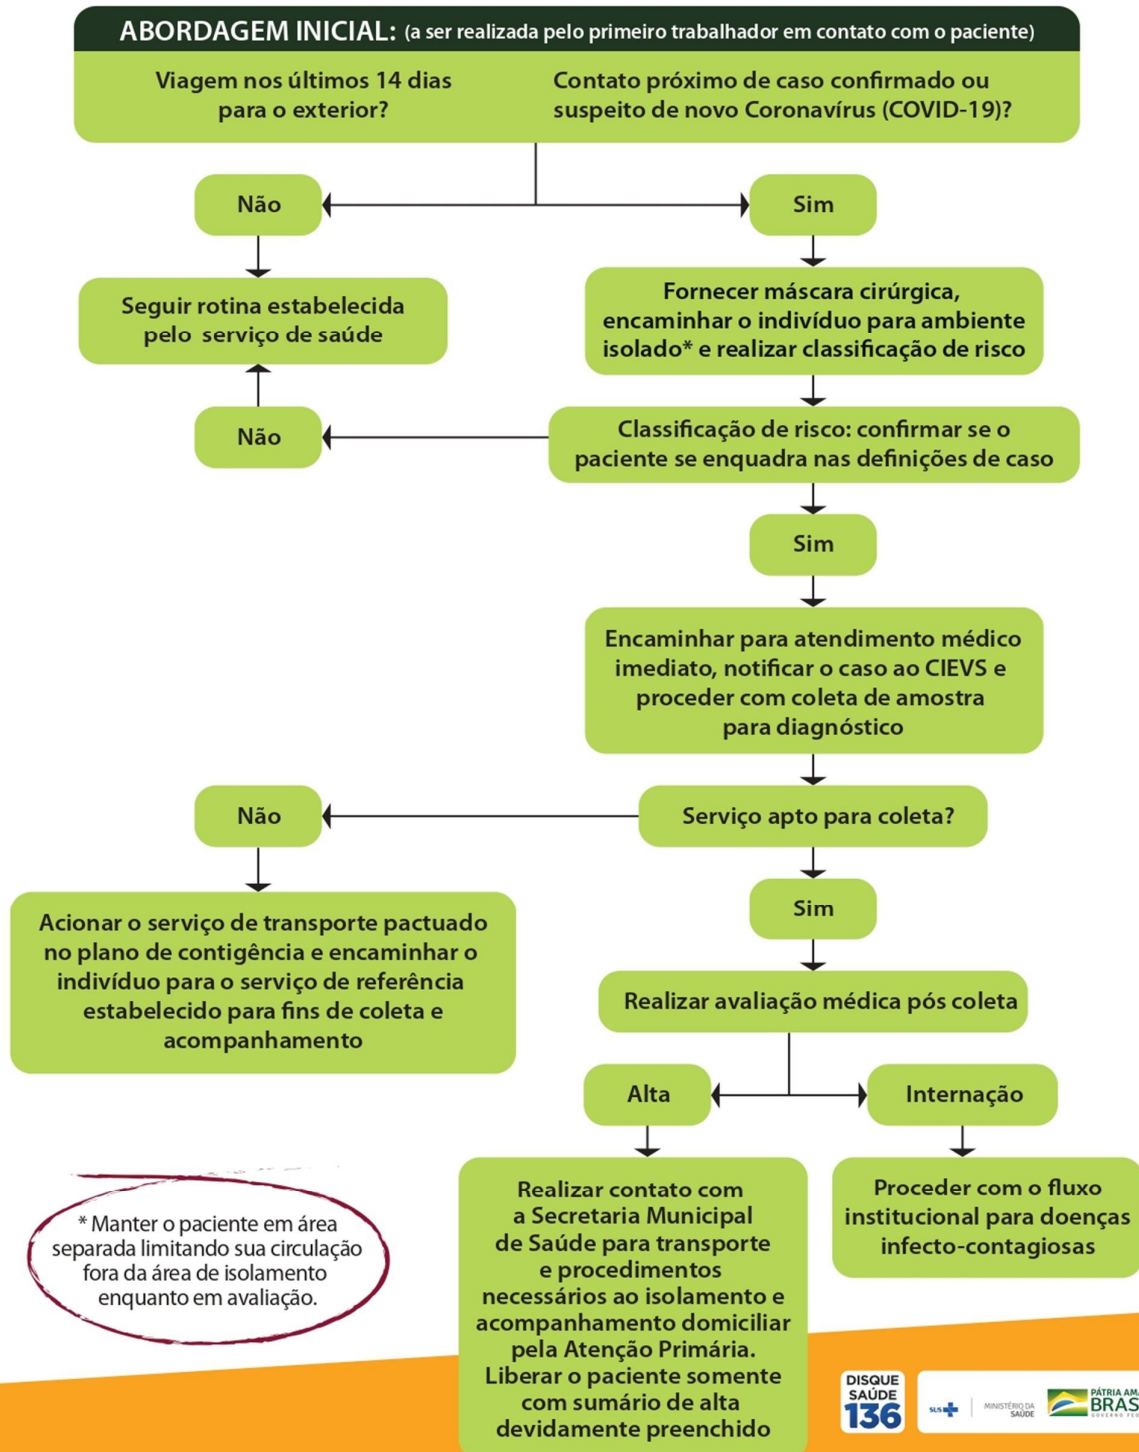 ABORDAGEM INICIAL: (a ser realizada pelo primeiro trabalhador em contato com o paciente)
Viagem nos últimos 14 dias
para o exterior?
Contato próximo de caso confirmado ou
suspeito de novo Coronavírus (COVID-19)?
Não
Sim
Seguir rotina estabelecida
pelo serviço de saúde
Fornecer máscara cirúrgica,
encaminhar o indivíduo para ambiente
isolado* e realizar classificação de risco
Não
Classificação de risco: confirmar se o
paciente se enquadra nas definições de caso
Sim
Encaminhar para atendimento médico
imediato, notificar o caso ao CIEVS e
proceder com coleta de amostra
para diagnóstico
Não
Serviço apto para coleta?
Sim
Acionar o serviço de transporte pactuado
no plano de contigência e encaminhar o
indivíduo para o serviço de referência
estabelecido para fins de coleta e
acompanhamento
Realizar avaliação médica pós coleta
Alta
Internação
Realizar contato com
a Secretaria Municipal
de Saúde para transporte
e procedimentos
necessários ao isolamento e
acompanhamento domiciliar
pela Atenção Primária.
Liberar o paciente somente
com sumário de alta
devidamente preenchido
Proceder com o fluxo
institucional para doenças
infecto-contagiosas
* Manter o paciente em área
separada limitando sua circulação
fora da área de isolamento
enquanto em avaliação.
DISQUE
SAÚDE
136
SUS
MINISTÉRIO DA
SAÚDE
PÁTRIA AMA
BRAS
GOVERNO FED